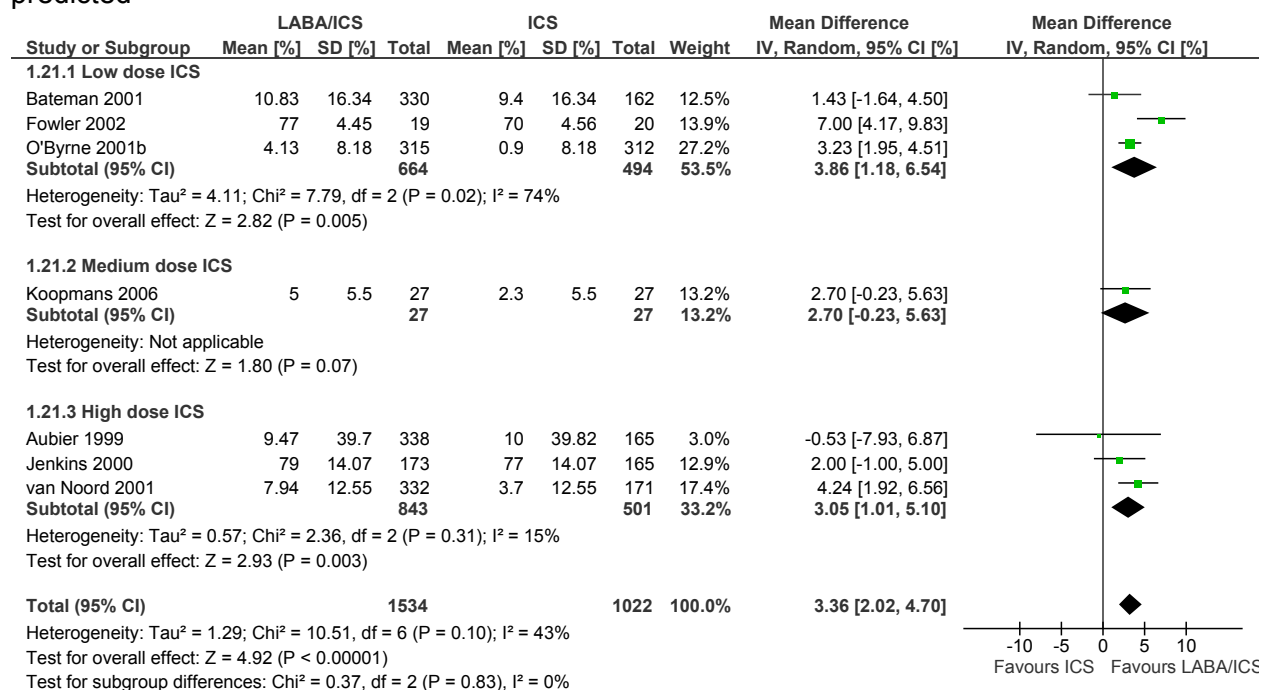 predicted
LABA/ICS ICS Mean Difference Mean Difference
Study or Subgroup Mean [%] SD [%] Total Mean [%] SD [%] Total Weight IV, Random, 95% CI [%] IV, Random, 95% CI [%]
1.21.1 Low dose ICS
Bateman 2001 10.83 16.34 330 9.4 16.34 162 12.5% 1.43 [-1.64, 4.50]
Fowler 2002 77 4.45 19 70 4.56 20 13.9% 7.00 [4.17, 9.83]
O'Byrne 2001b 4.13 8.18 315 0.9 8.18 312 27.2% 3.23 [1.95, 4.51]
Subtotal (95% CI) 664 494 53.5% 3.86 [1.18, 6.54]
Heterogeneity: Tau² = 4.11; Chi² = 7.79, df = 2 (P = 0.02); I² = 74%
Test for overall effect: Z = 2.82 (P = 0.005)
1.21.2 Medium dose ICS
Koopmans 2006 5 5.5 27 2.3 5.5 27 13.2% 2.70 [-0.23, 5.63]
Subtotal (95% CI) 27 27 13.2% 2.70 [-0.23, 5.63]
Heterogeneity: Not applicable
Test for overall effect: Z = 1.80 (P = 0.07)
1.21.3 High dose ICS
Aubier 1999 9.47 39.7 338 10 39.82 165 3.0% -0.53 [-7.93, 6.87]
Jenkins 2000 79 14.07 173 77 14.07 165 12.9% 2.00 [-1.00, 5.00]
van Noord 2001 7.94 12.55 332 3.7 12.55 171 17.4% 4.24 [1.92, 6.56]
Subtotal (95% CI) 843 501 33.2% 3.05 [1.01, 5.10]
Heterogeneity: Tau² = 0.57; Chi² = 2.36, df = 2 (P = 0.31); I² = 15%
Test for overall effect: Z = 2.93 (P = 0.003)
Total (95% CI) 1534 1022 100.0% 3.36 [2.02, 4.70]
Heterogeneity: Tau² = 1.29; Chi² = 10.51, df = 6 (P = 0.10); I² = 43%
Test for overall effect: Z = 4.92 (P < 0.00001)
Test for subgroup differences: Chi² = 0.37, df = 2 (P = 0.83), I² = 0%
-10 -5 0 5 10
Favours ICS Favours LABA/ICS